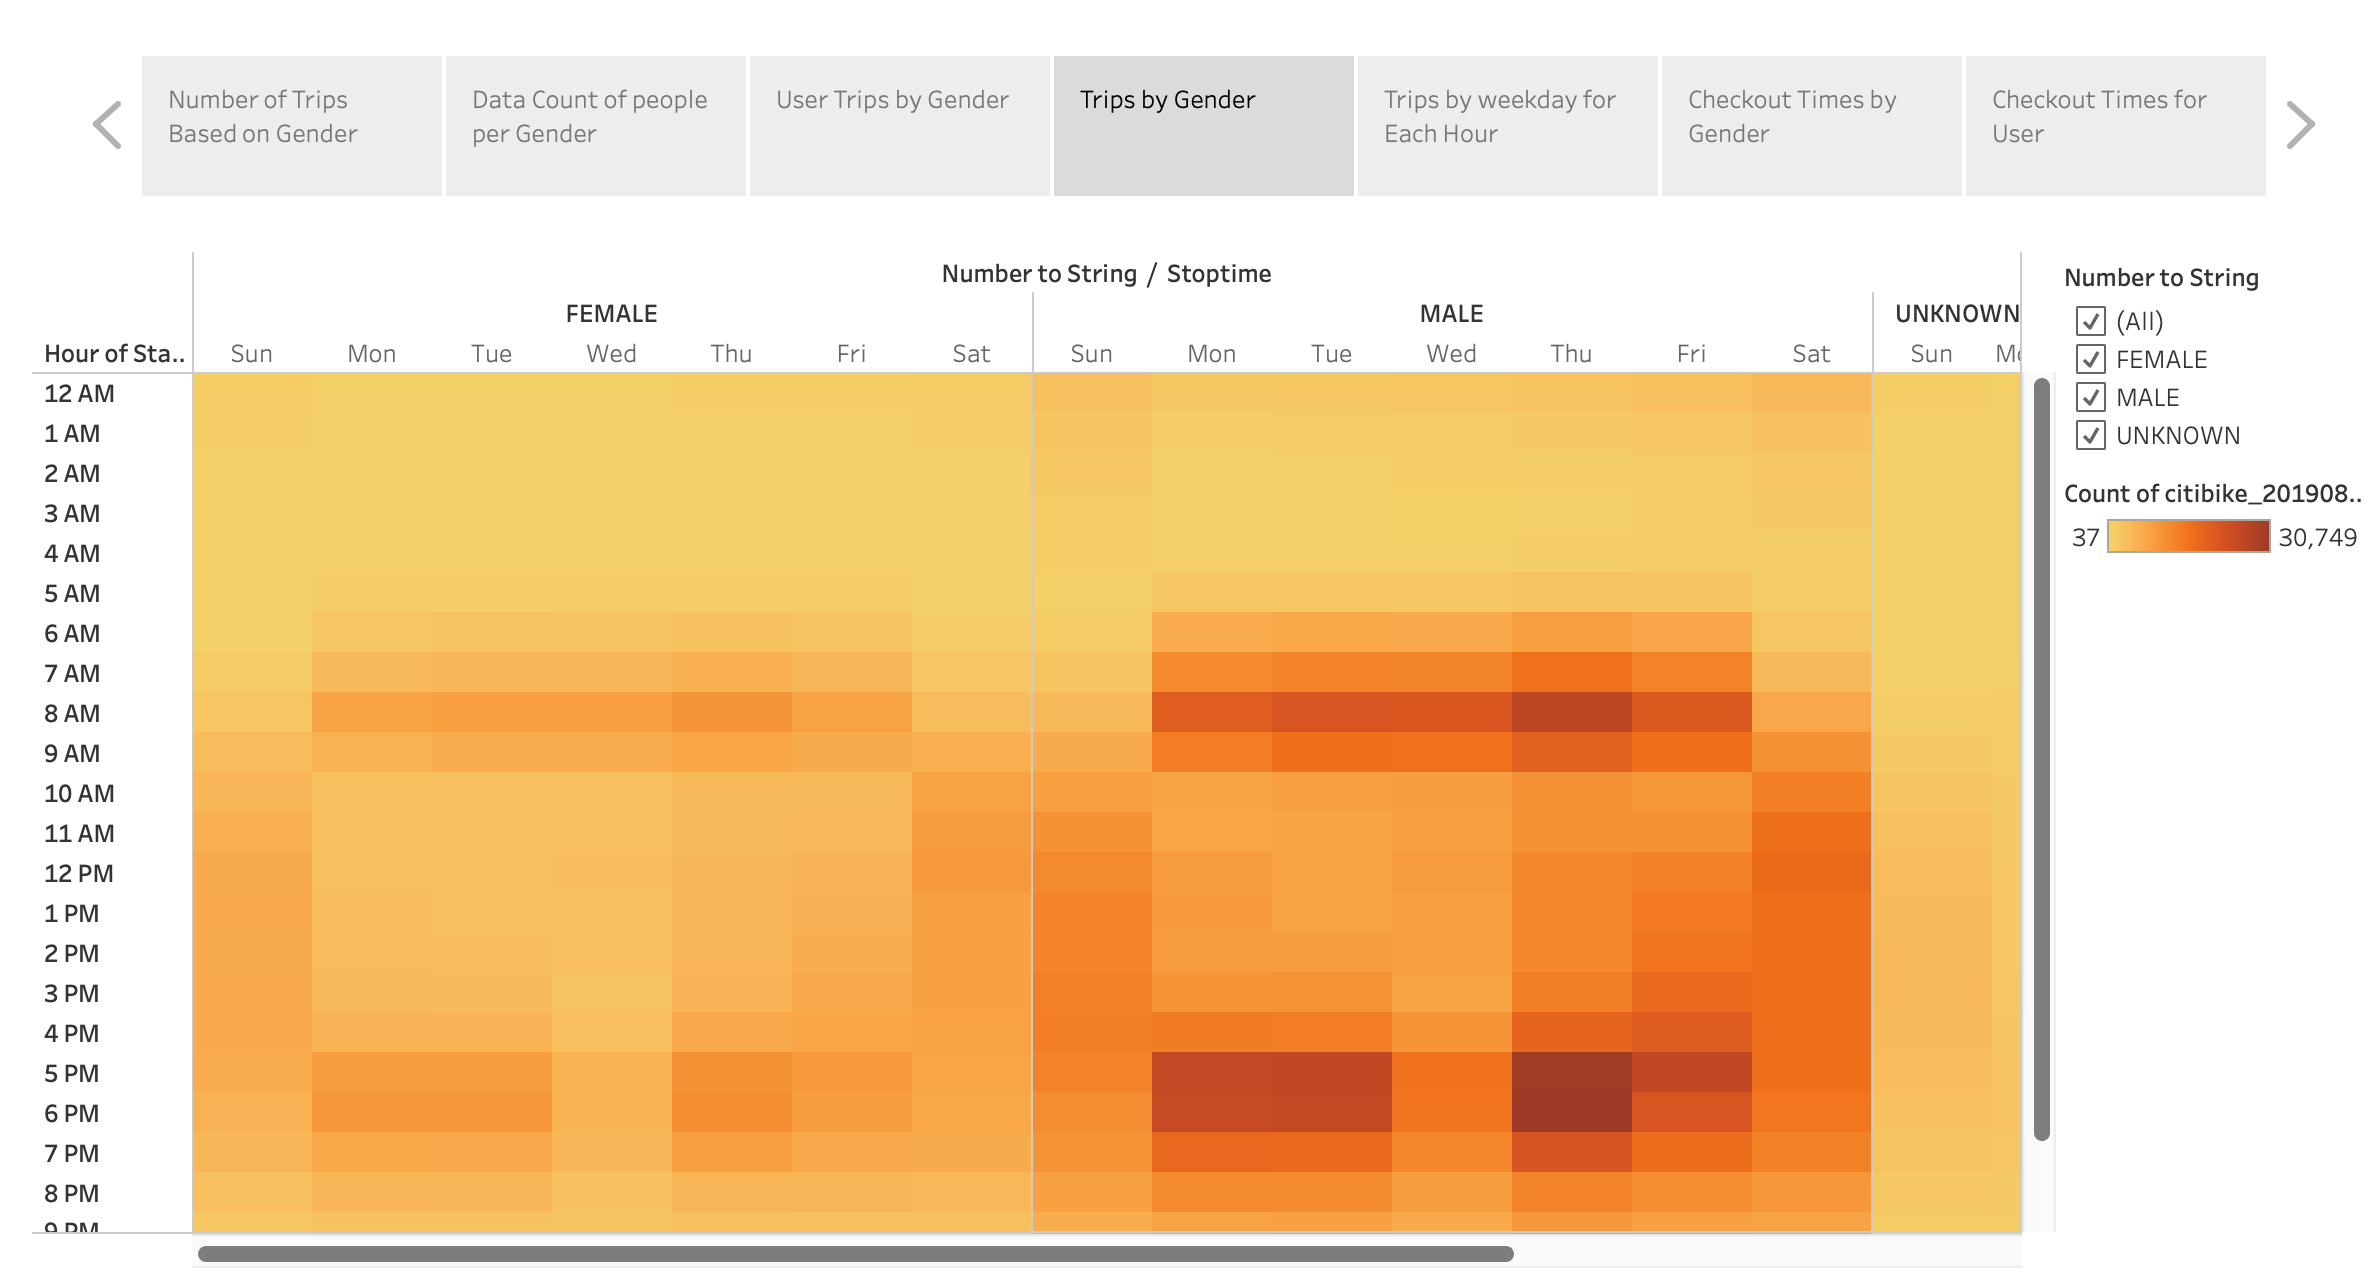 Number of Trips
Based on Gender
Data Count of people
per Gender
User Trips by Gender
Trips by Gender
Trips by weekday for
Each Hour
Checkout Times by
Gender
Checkout Times for
User
Number to String / Stoptime
FEMALE MALE UNKNOWN
Hour of Sta.. Sun Mon Tue Wed Thu Fri Sat Sun Mon Tue Wed Thu Fri Sat Sun Mo
12 AM
1 AM
2 AM
3 AM
4 AM
5 AM
6 AM
7 AM
8 AM
9 AM
10 AM
11 AM
12 PM
1 PM
2 PM
3 PM
4 PM
5 PM
6 PM
7 PM
8 PM
9 PM
Number to String
(All)
FEMALE
MALE
UNKNOWN
Count of citibike_201908..
37 30,749